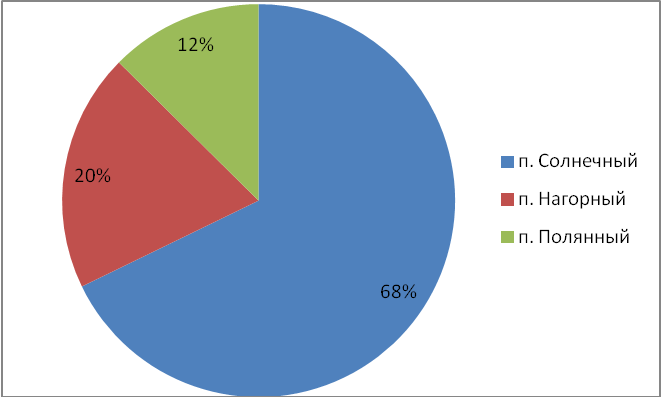 12%
20%
68%
п. Солнечный
п. Нагорный
п. Полянный